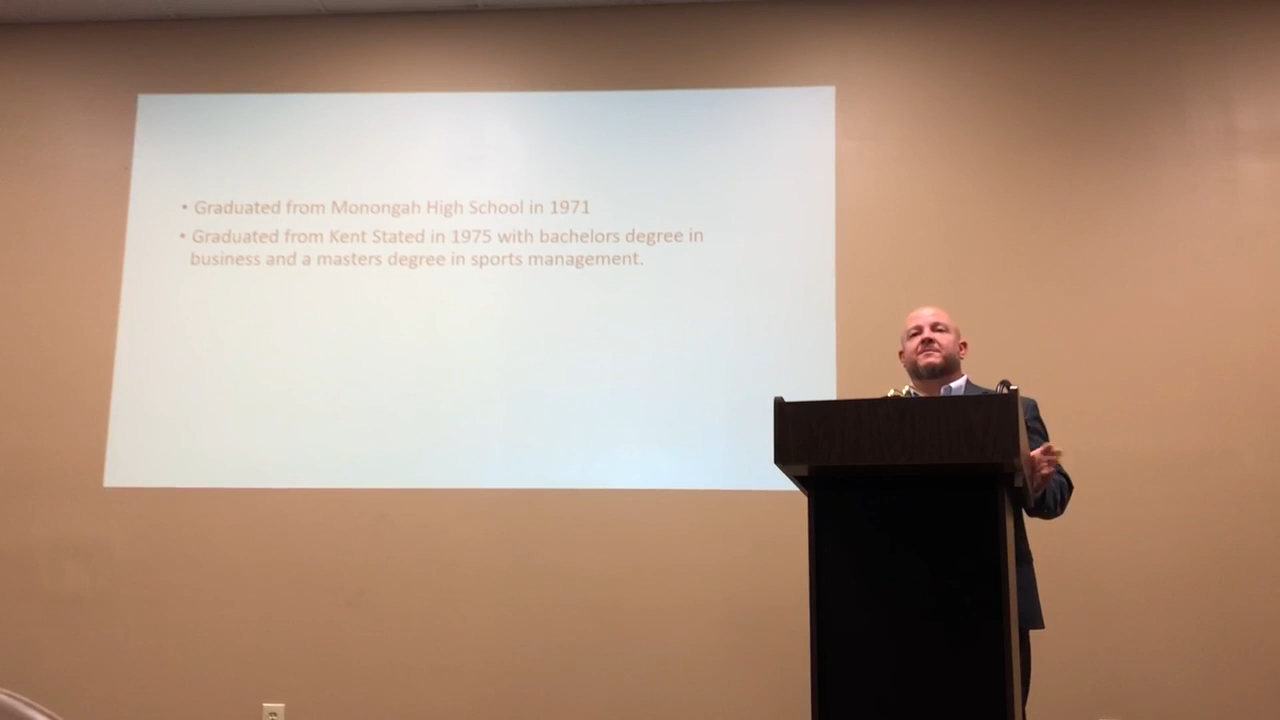 • Graduated from Monongah High School in 1971
• Graduated from Kent Stated in 1975 with bachelors degree in
business and a masters degree in sports management.